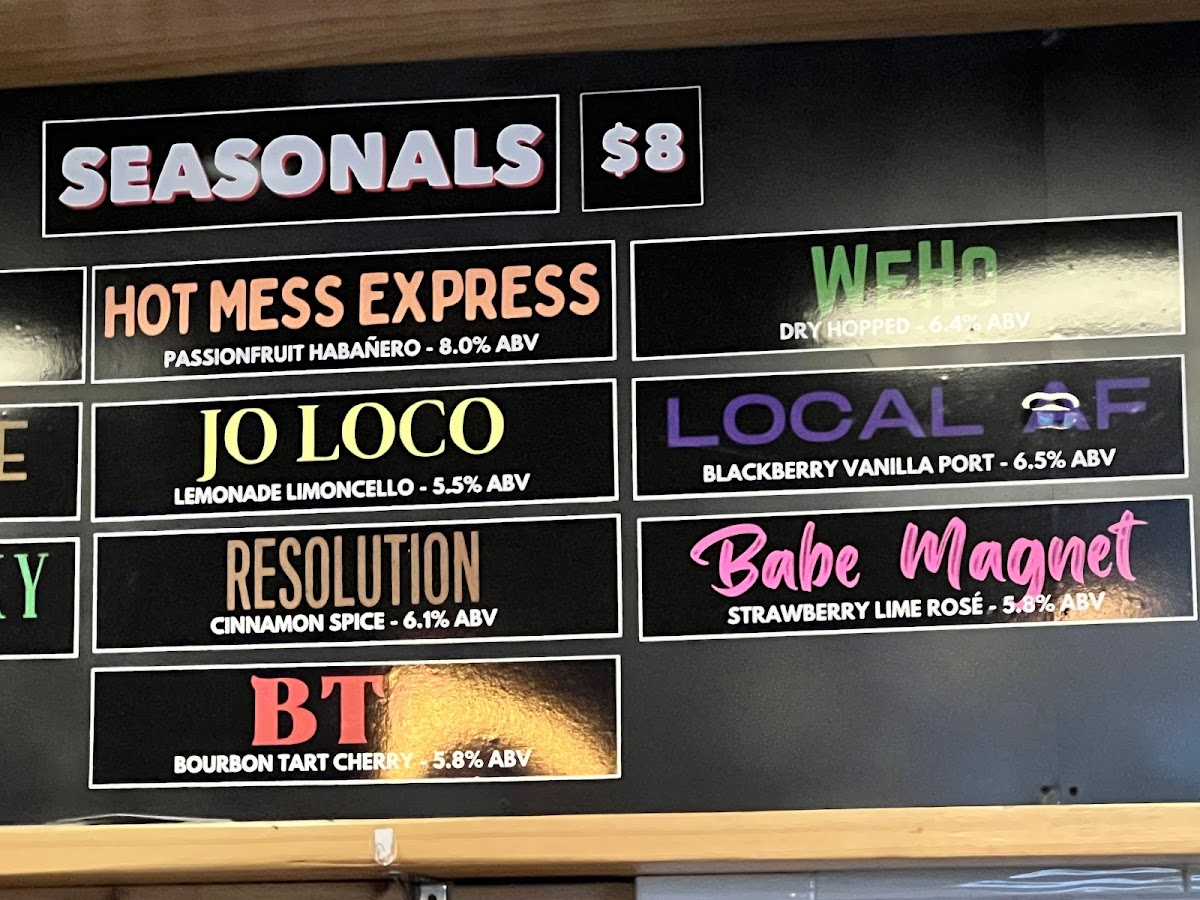 SEASONALS
$8
HOT MESS EXPRESS
PASSIONFRUIT HABAÑERO - 8.0% ABV
JO LOCO
LEMONADE LIMONCELLO - 5.5% ABV
RESOLUTION
CINNAMON SPICE - 6.1% ABV
BT
BOURBON TART CHERRY - 5.8% ABV
WEHO
DRY HOPPED - 6.4% ABV
LOCAL AF
BLACKBERRY VANILLA PORT - 6.5% ABV
Babe Magnet
STRAWBERRY LIME ROSÉ - 5.8% ABV